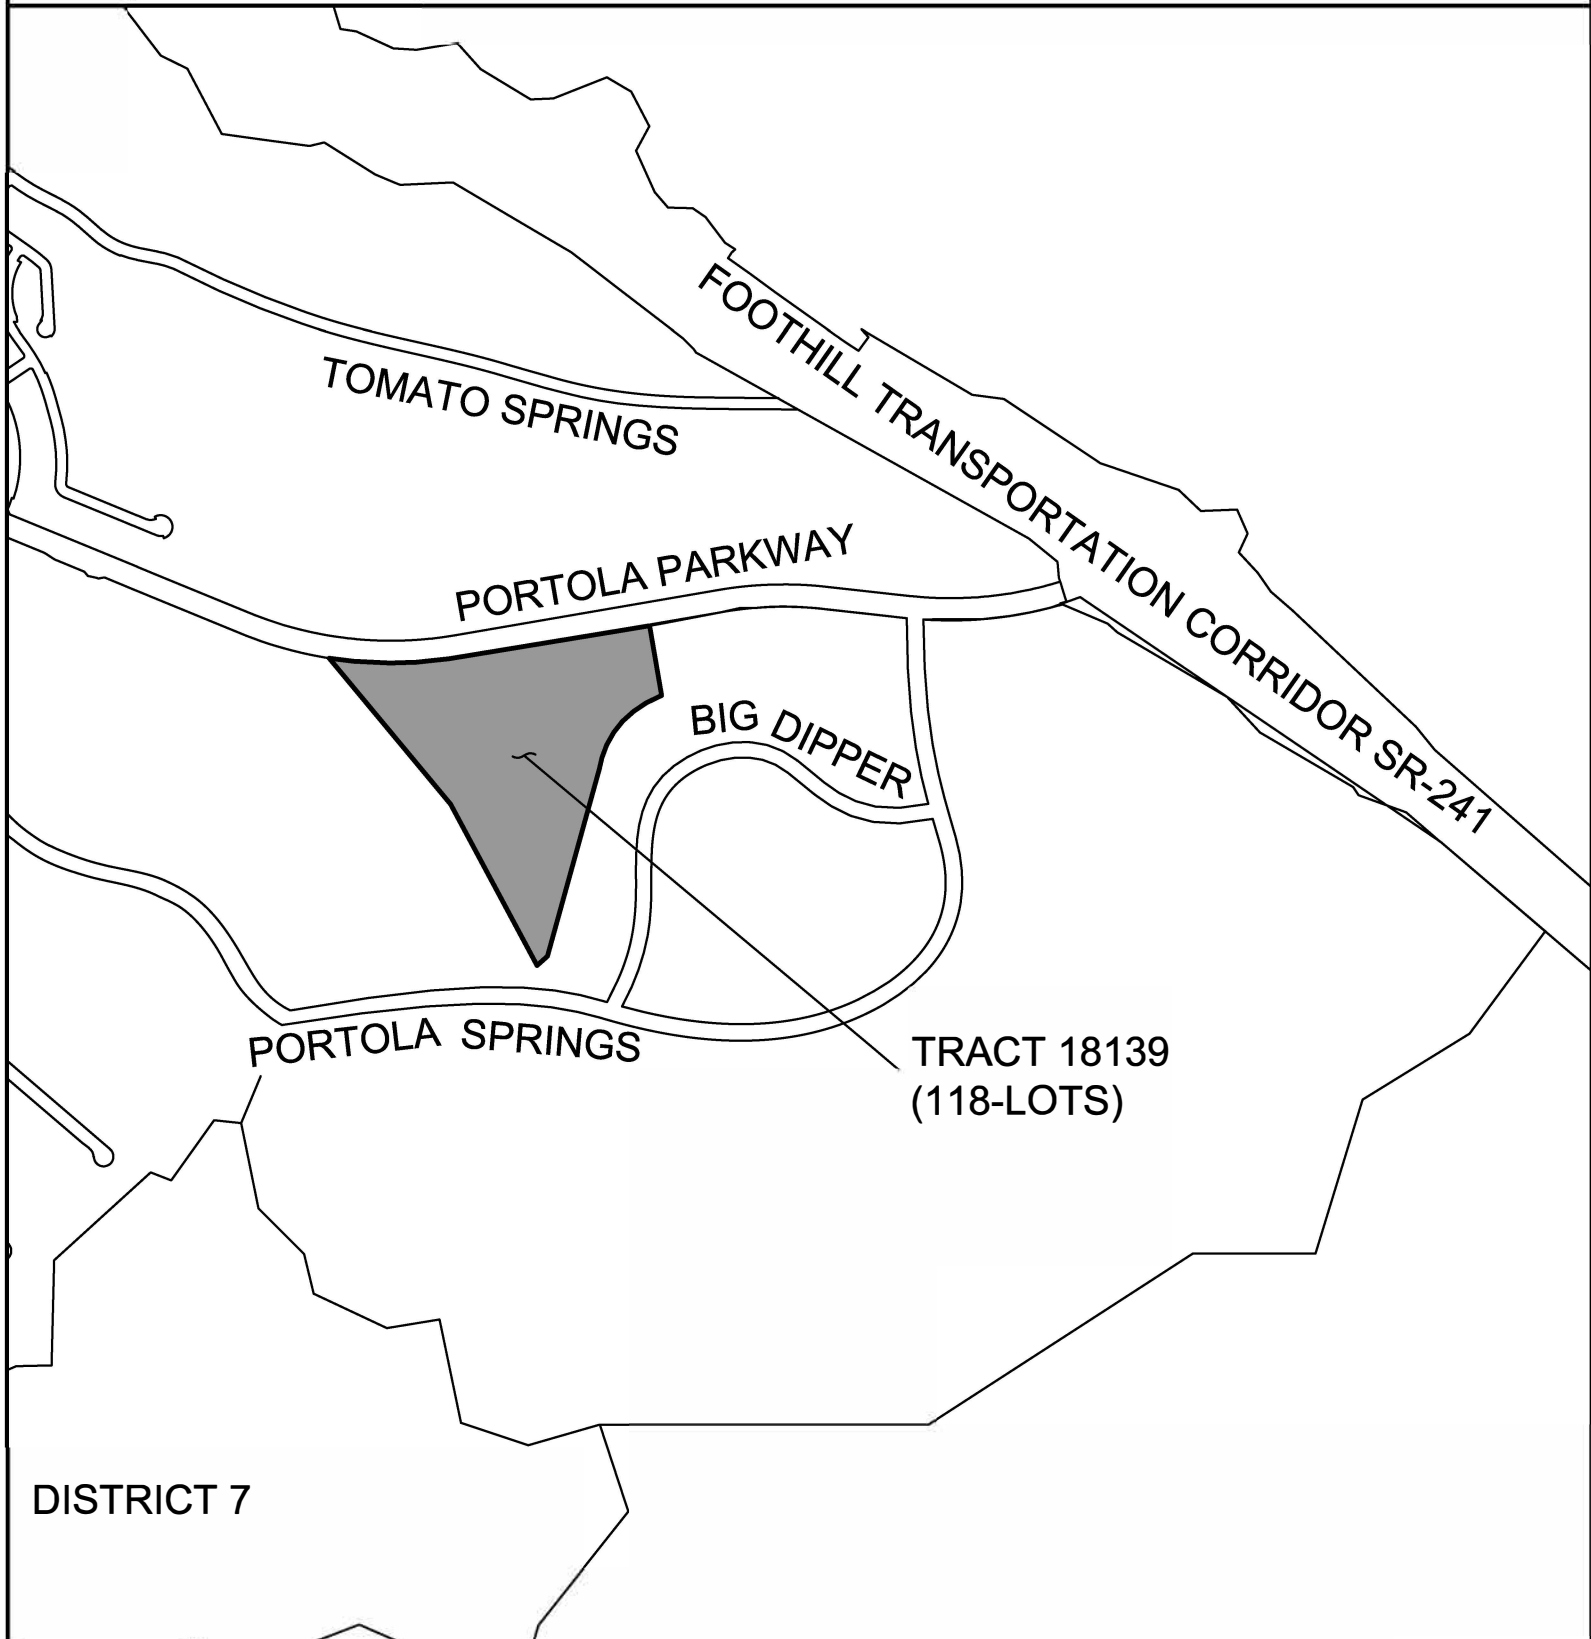 FOOTHILL TRANSPORTATION CORRIDOR SR-241
TOMATO SPRINGS
PORTOLA PARKWAY
BIG DIPPER
PORTOLA SPRINGS
TRACT 18139
(118-LOTS)
DISTRICT 7